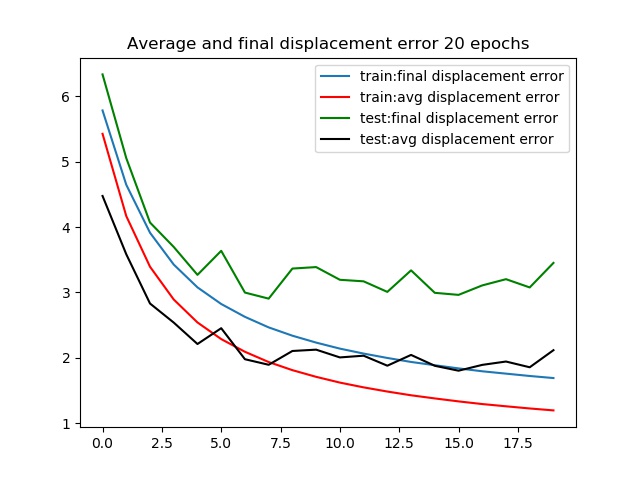 Average and final displacement error 20 epochs
train:final displacement error
train:avg displacement error
test:final displacement error
test:avg displacement error
6
5
4
3
2
1
0.0 2.5 5.0 7.5 10.0 12.5 15.0 17.5